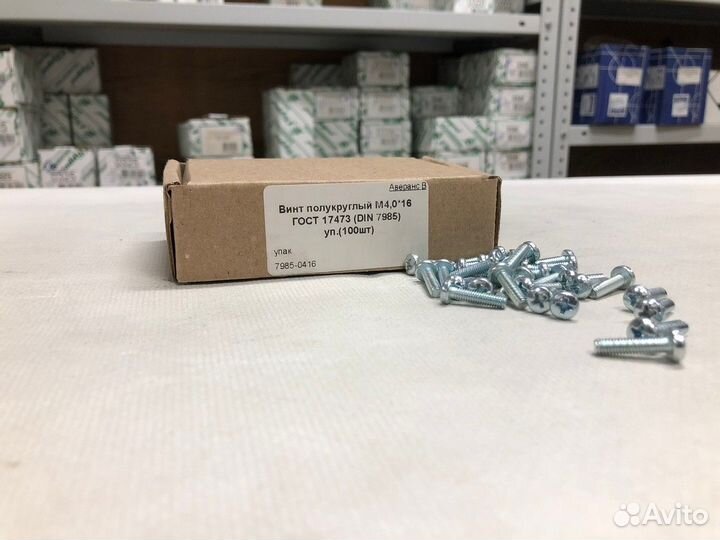 Аверанс В
Винт полукруглый М4,0*16
ГОСТ 17473 (DIN 7985)
уп.(100шт)
упак
7985-0416
Avito